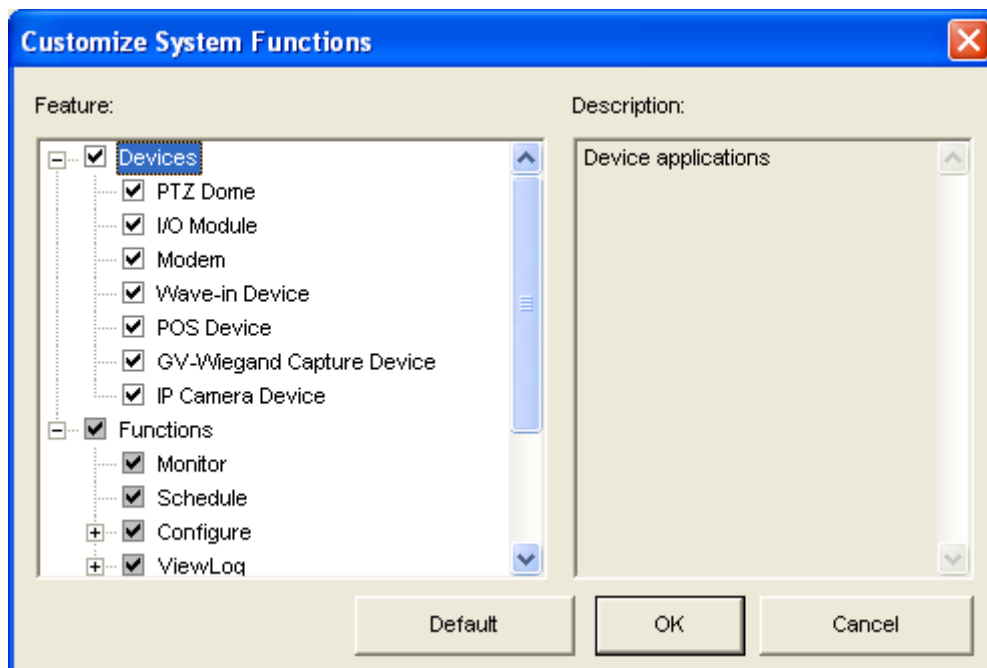 Customize System Functions
Feature:
Description:
Devices
PTZ Dome
I/O Module
Modem
Wave-in Device
POS Device
GV-Wiegand Capture Device
IP Camera Device
Functions
Monitor
Schedule
Configure
ViewLog
Device applications
Default
OK
Cancel